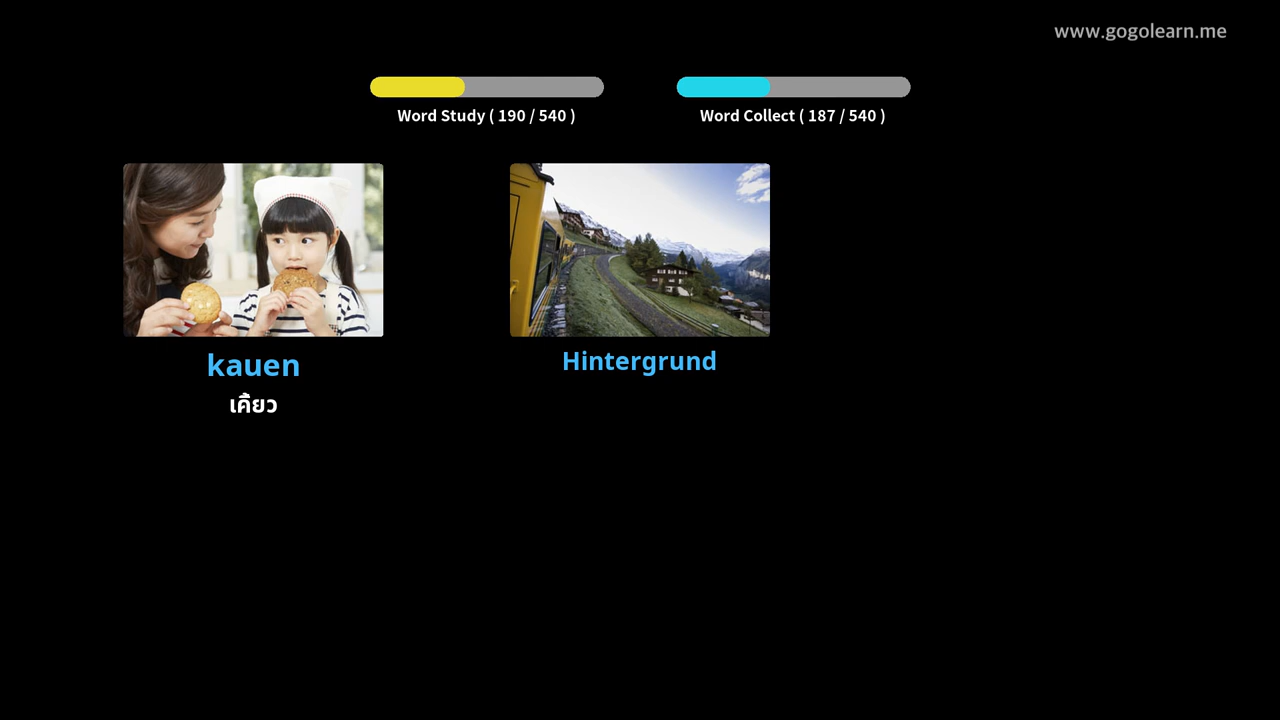 www.gogolearn.me
Word Study ( 190 / 540 )
Word Collect ( 187 / 540 )
kauen
เคี้ยว
Hintergrund